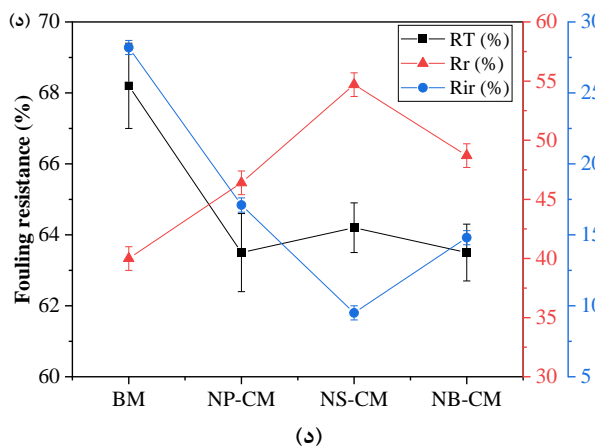 (د)
RT (%)
Rr (%)
Rir (%)
Fouling resistance (%)
70
68
66
64
62
60
60
55
50
45
40
35
30
30
25
20
15
10
5
BM NP-CM NS-CM NB-CM
(د)